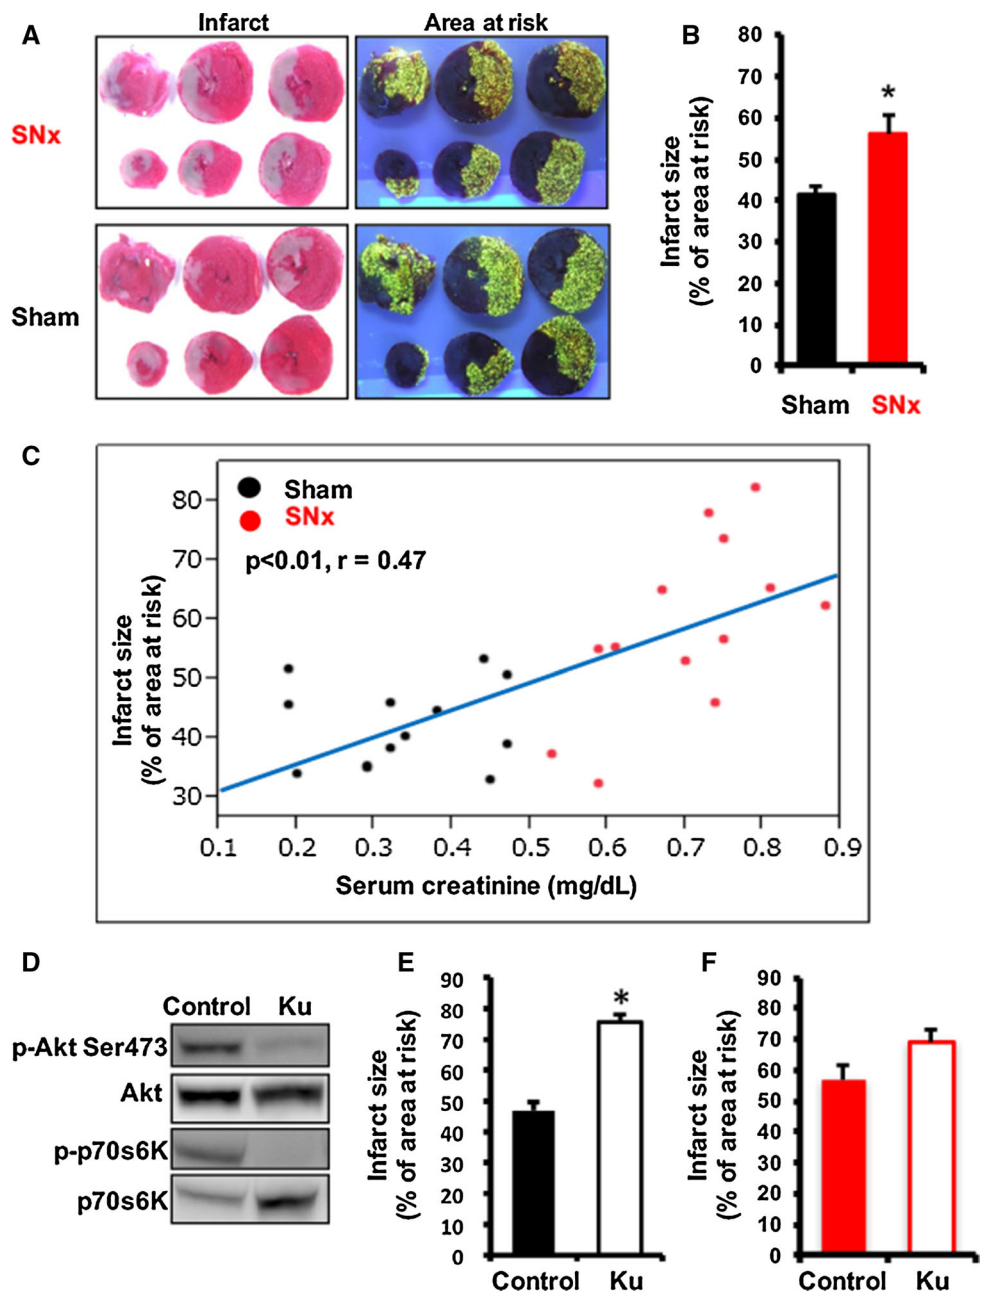 A
Infarct
Area at risk
SNx
Sham
B
Infarct size
(% of area at risk)
80
70
60
50
40
30
20
10
0
*
Sham
SNx
C
Infarct size
(% of area at risk)
80
70
60
50
40
30
Sham
SNx
p<0.01, r = 0.47
0.1 0.2 0.3 0.4 0.5 0.6 0.7 0.8 0.9
Serum creatinine (mg/dL)
D
Control Ku
p-Akt Ser473
Akt
p-p70s6K
p70s6K
E
Infarct size
(% of area at risk)
90
80
70
60
50
40
30
20
10
0
*
Control
Ku
F
Infarct size
(% of area at risk)
90
80
70
60
50
40
30
20
10
0
Control
Ku